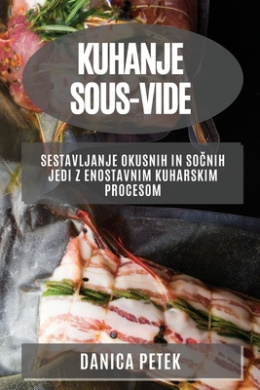 KUHANJE
SOUS-VIDE
SESTAVLJANJE OKUSNIH IN SOČNIH
JEDI Z ENOSTAVNIM KUHARSKIM
PROCESOM
DANICA PETEK